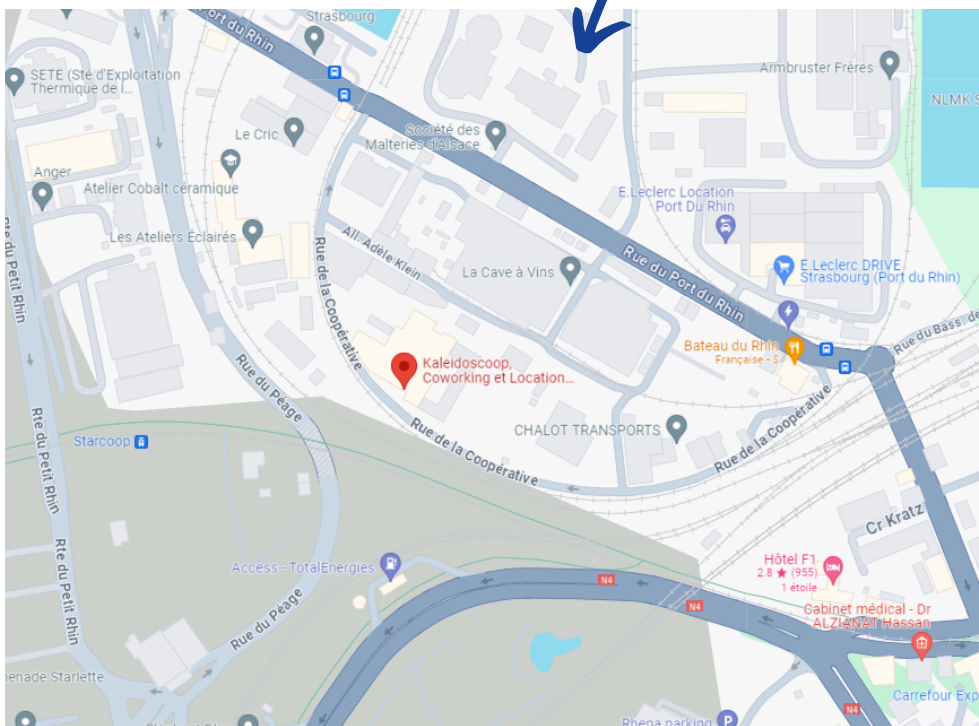 Strasbourg
Port du Rhin
SETE (Sté d'Exploitation
Thermique de l...
Armbruster Frères
NLMK S
Le Cric
Société des
Malteries d'Alsace
Anger
Atelier Cobalt céramique
E.Leclerc Location
Port Du Rhin
Les Ateliers Éclairés
All. Adèle Klein
Rue du Port du Rhin
Rte du Petit Rhin
Rue de la Coopérative
La Cave à Vins
E.Leclerc DRIVE
Strasbourg (Port du Rhin)
Rue du Bass. de
Bateau du Rhin
Française · $
Kaleidoscoop,
Coworking et Location...
Rue du Péage
Rte du Petit Rhin
Starcoop
Rue de la Coopérative
CHALOT TRANSPORTS
Rue de la Coopérative
Cr Kratz
Rte du Petit Rhin
Access - TotalEnergies
Hôtel F1
2.8 ★ (955)
1 étoile
N4
N4
Rue du Péage
Cabinet médical - Dr
ALZIANAT Hassan
enade Starlette
Carrefour Exp
N4
Rhena parking